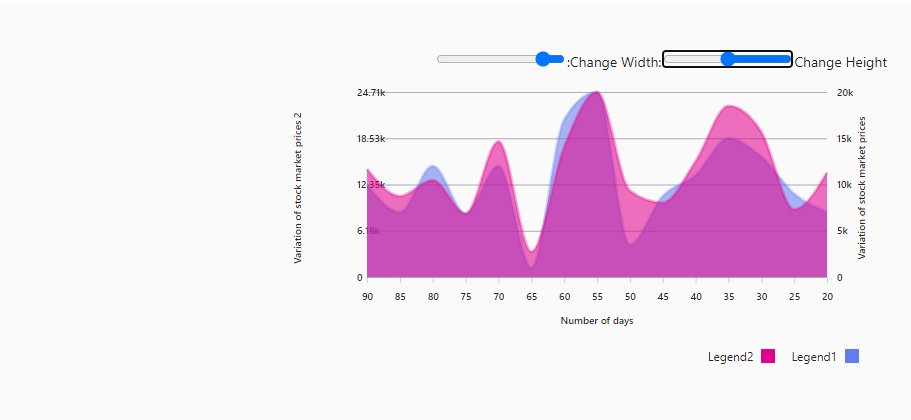 :Change Width: Change Height
24.71k
18.53k
12.35k
6.18k
0
Variation of stock market prices 2
20k
15k
10k
5k
0
Variation of stock market prices
90 85 80 75 70 65 60 55 50 45 40 35 30 25 20
Number of days
Legend2 Legend1